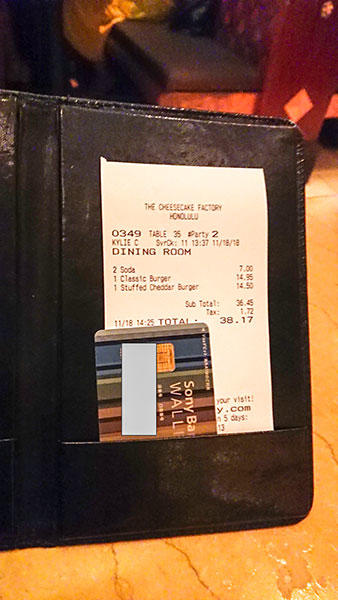 THE CHEESECAKE FACTORY
HONOLULU
0349 TABLE 35 #Party 2
KYLIE C SvrCk: 11 13:37 11/18/18
DINING ROOM
2 Soda 7.00
1 Classic Burger 14.95
1 Stuffed Cheddar Burger 14.50
Sub Total: 36.45
Tax: 1.72
11/18 14:25 TOTAL: 38.17
your visit!
y.com
n 5 days:
13
Sony Ba
WALL